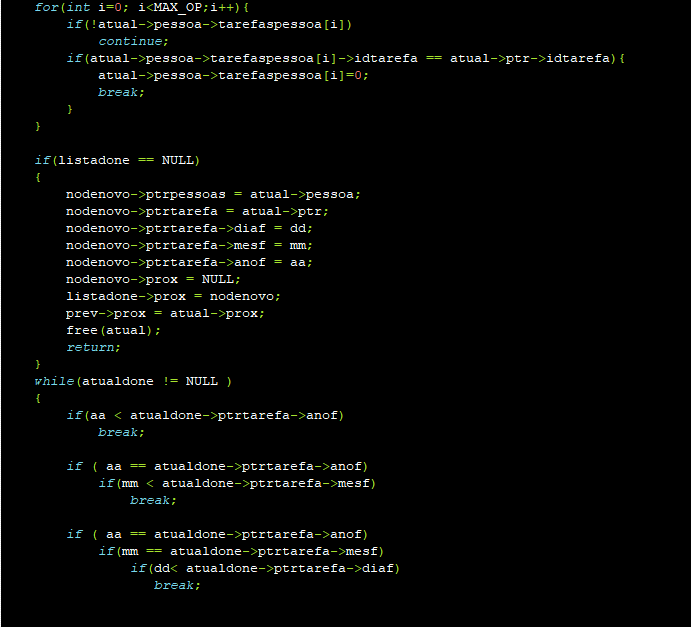 for(int i=0; i<MAX_OP;i++){
if(!atual->pessoa->tarefaspessoa[i])
continue;
if(atual->pessoa->tarefaspessoa[i]->idtarefa == atual->ptr->idtarefa){
atual->pessoa->tarefaspessoa[i]=0;
break;
}
}
if(listadone == NULL)
{
nodenovo->ptrpessoas = atual->pessoa;
nodenovo->ptrtarefa = atual->ptr;
nodenovo->ptrtarefa->diaf = dd;
nodenovo->ptrtarefa->mesf = mm;
nodenovo->ptrtarefa->anof = aa;
nodenovo->prox = NULL;
listadone->prox = nodenovo;
prev->prox = atual->prox;
free(atual);
return;
}
while(atualdone != NULL )
{
if(aa < atualdone->ptrtarefa->anof)
break;
if ( aa == atualdone->ptrtarefa->anof)
if(mm < atualdone->ptrtarefa->mesf)
break;
if ( aa == atualdone->ptrtarefa->anof)
if(mm == atualdone->ptrtarefa->mesf)
if(dd< atualdone->ptrtarefa->diaf)
break;